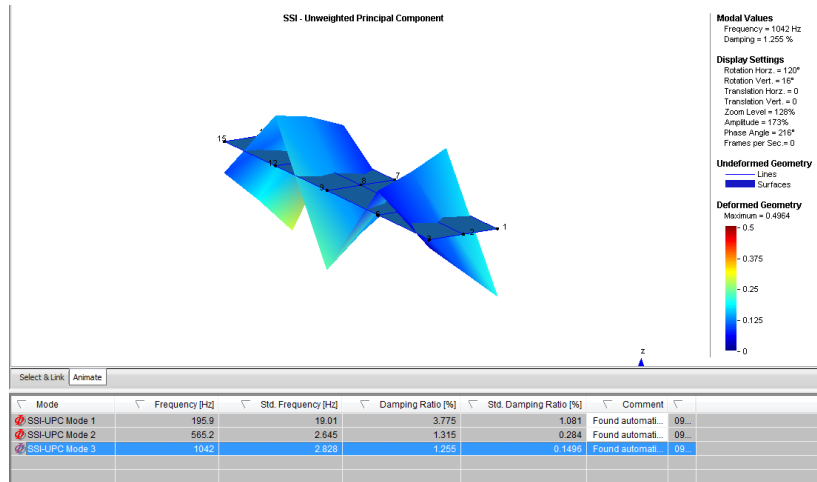 SSI - Unweighted Principal Component
Modal Values
Frequency = 1042 Hz
Damping = 1.255 %
Display Settings
Rotation Horz. = 120°
Rotation Vert. = 16°
Translation Horz. = 0
Translation Vert. = 0
Zoom Level = 128%
Amplitude = 173%
Phase Angle = 216°
Frames per Sec.= 0
Undeformed Geometry
Lines
Surfaces
Deformed Geometry
Maximum = 0.4964
0.5
0.375
0.25
0.125
0
15
12
9
8
7
6
3
2
1
z
Select & Link Animate
Mode Frequency [Hz] Std. Frequency [Hz] Damping Ratio [%] Std. Damping Ratio [%] Comment
SSI-UPC Mode 1 195.9 19.01 3.775 1.081 Found automati... 09...
SSI-UPC Mode 2 565.2 2.645 1.315 0.284 Found automati... 09...
SSI-UPC Mode 3 1042 2.828 1.255 0.1496 Found automati... 09...